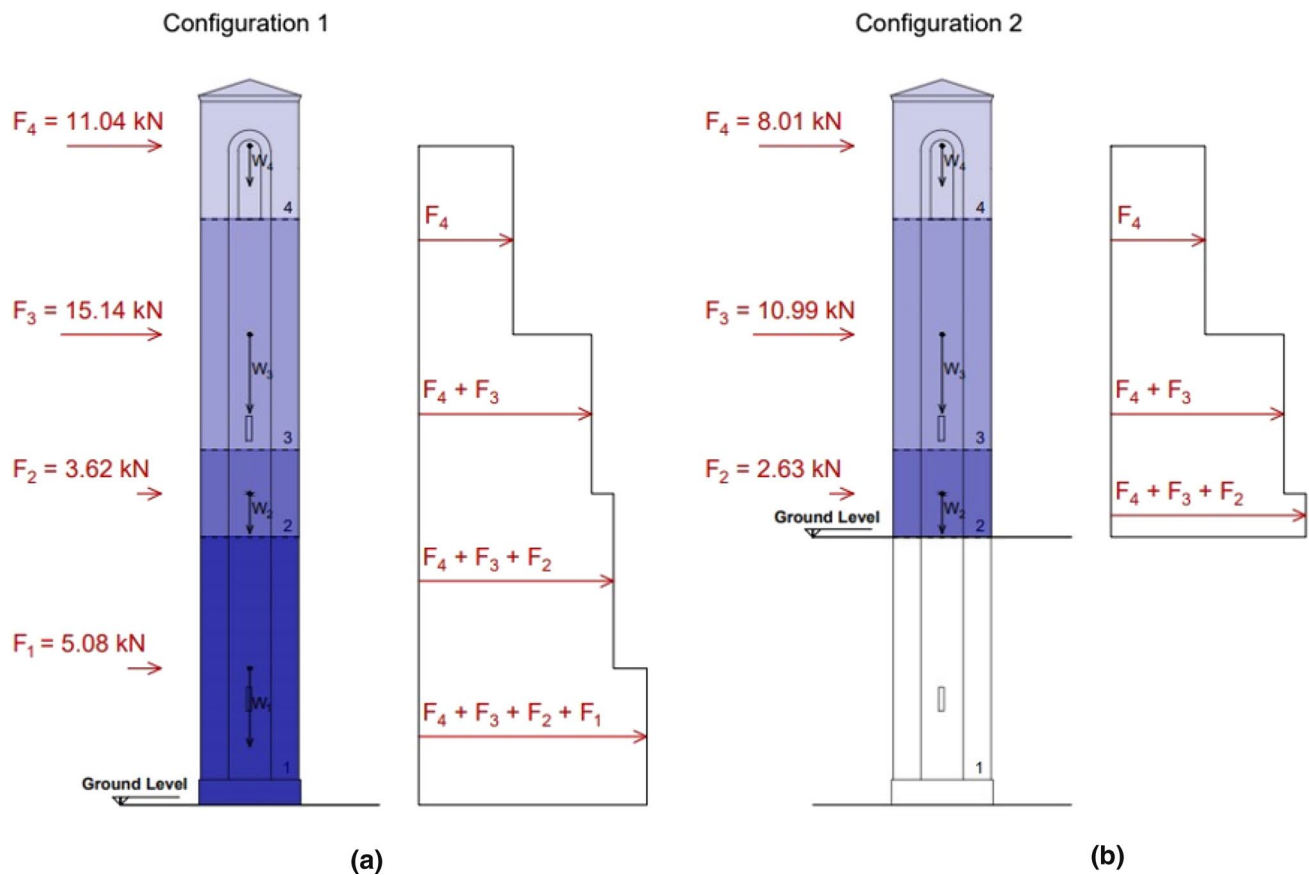 Configuration 1
F4 = 11.04 kN
W4
4
F4
F3 = 15.14 kN
W3
F4 + F3
3
F2 = 3.62 kN
W2
2
F4 + F3 + F2
F1 = 5.08 kN
W1
F4 + F3 + F2 + F1
1
Ground Level
(a)
Configuration 2
F4 = 8.01 kN
W4
4
F4
F3 = 10.99 kN
W3
F4 + F3
3
F2 = 2.63 kN
W2
F4 + F3 + F2
Ground Level
2
1
(b)